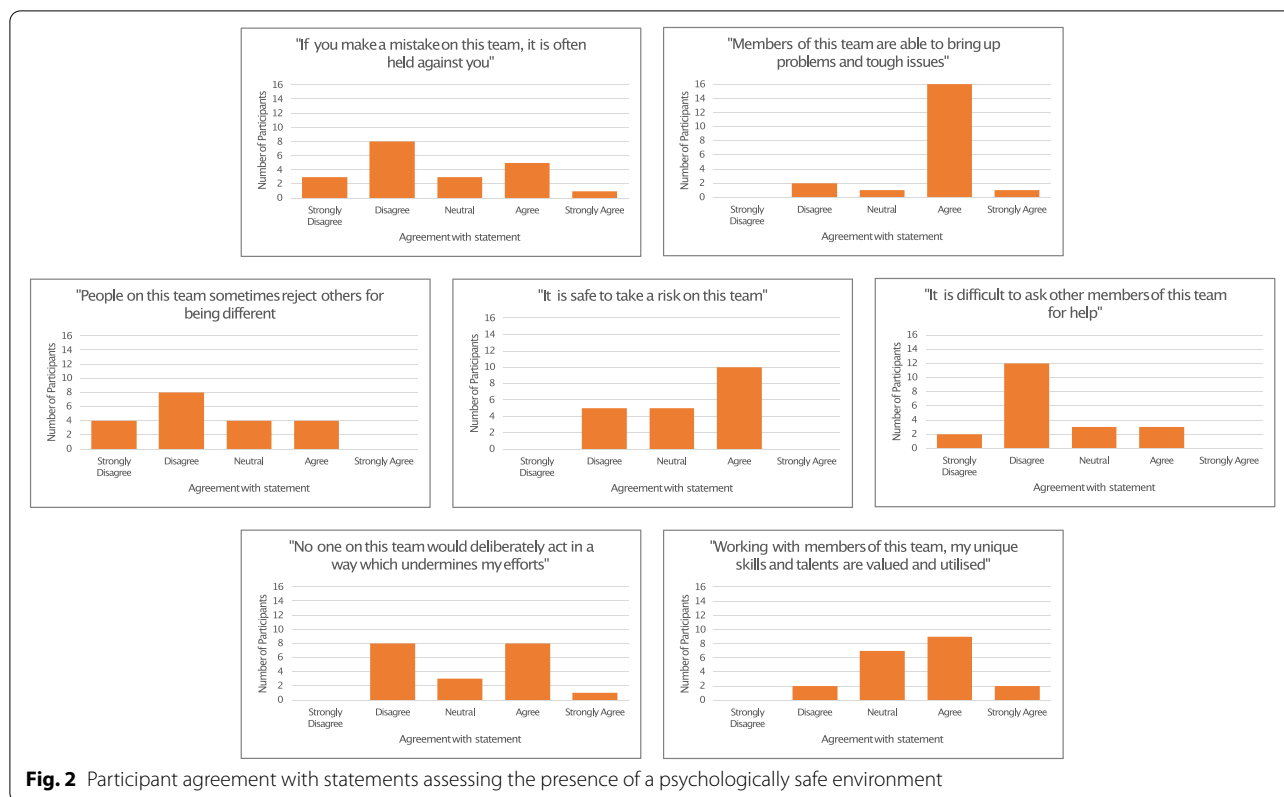 "If you make a mistake on this team, it is often
held against you"
Number of Participants
16
14
12
10
8
6
4
2
0
Strongly
Disagree
Disagree
Neutral
Agree
Strongly Agree
Agreement with statement
"Members of this team are able to bring up
problems and tough issues"
Number of Participants
16
14
12
10
8
6
4
2
0
Strongly
Disagree
Disagree
Neutral
Agree
Strongly Agree
Agreement with statement
"People on this team sometimes reject others for
being different
Number of Participants
16
14
12
10
8
6
4
2
0
Strongly
Disagree
Disagree
Neutral
Agree
Strongly Agree
Agreement with statement
"It is safe to take a risk on this team"
Number of Participants
16
14
12
10
8
6
4
2
0
Strongly
Disagree
Disagree
Neutral
Agree
Strongly Agree
Agreement with statement
"It is difficult to ask other members of this team
for help"
Number of Participants
16
14
12
10
8
6
4
2
0
Strongly
Disagree
Disagree
Neutral
Agree
Strongly Agree
Agreement with statement
"No one on this team would deliberately act in a
way which undermines my efforts"
Number of Participants
16
14
12
10
8
6
4
2
0
Strongly
Disagree
Disagree
Neutral
Agree
Strongly Agree
Agreement with statement
"Working with members of this team, my unique
skills and talents are valued and utilised"
Number of Participants
16
14
12
10
8
6
4
2
0
Strongly
Disagree
Disagree
Neutral
Agree
Strongly Agree
Agreement with statement
Fig. 2 Participant agreement with statements assessing the presence of a psychologically safe environment